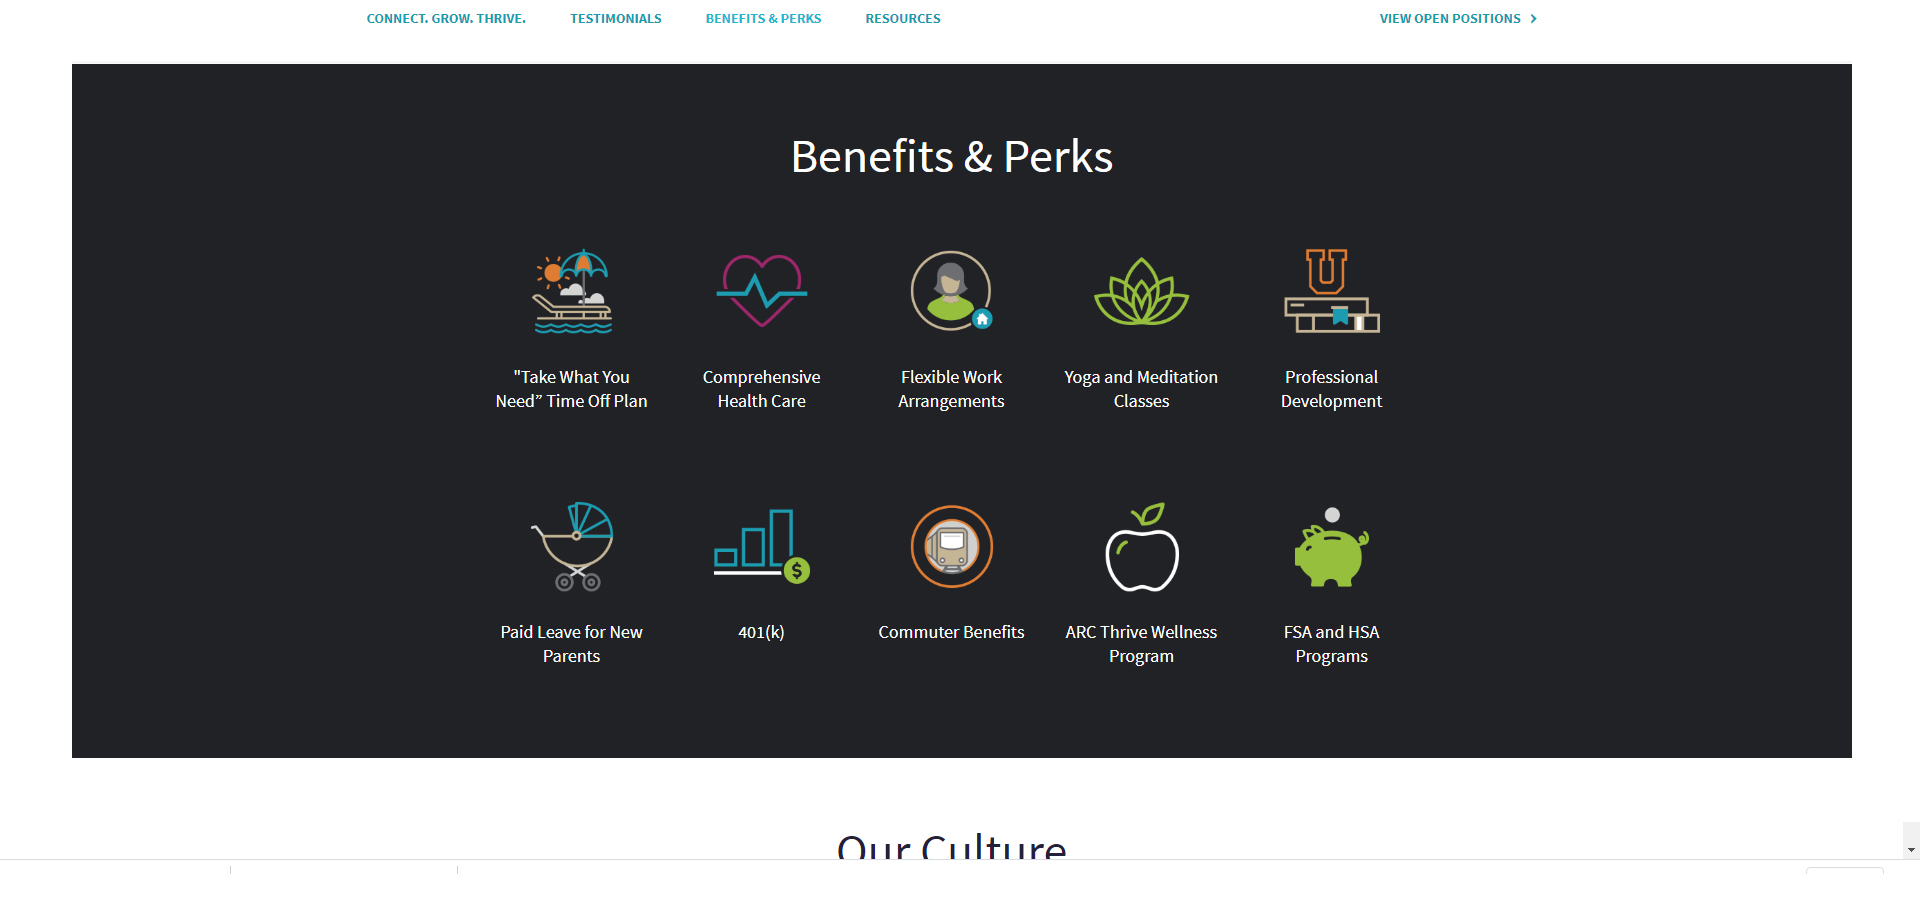 CONNECT. GROW. THRIVE.
TESTIMONIALS
BENEFITS & PERKS
RESOURCES
VIEW OPEN POSITIONS
Benefits & Perks
"Take What You
Need” Time Off Plan
Comprehensive
Health Care
Flexible Work
Arrangements
Yoga and Meditation
Classes
U
Professional
Development
Paid Leave for New
Parents
$
401(k)
Commuter Benefits
ARC Thrive Wellness
Program
FSA and HSA
Programs
Our Culture